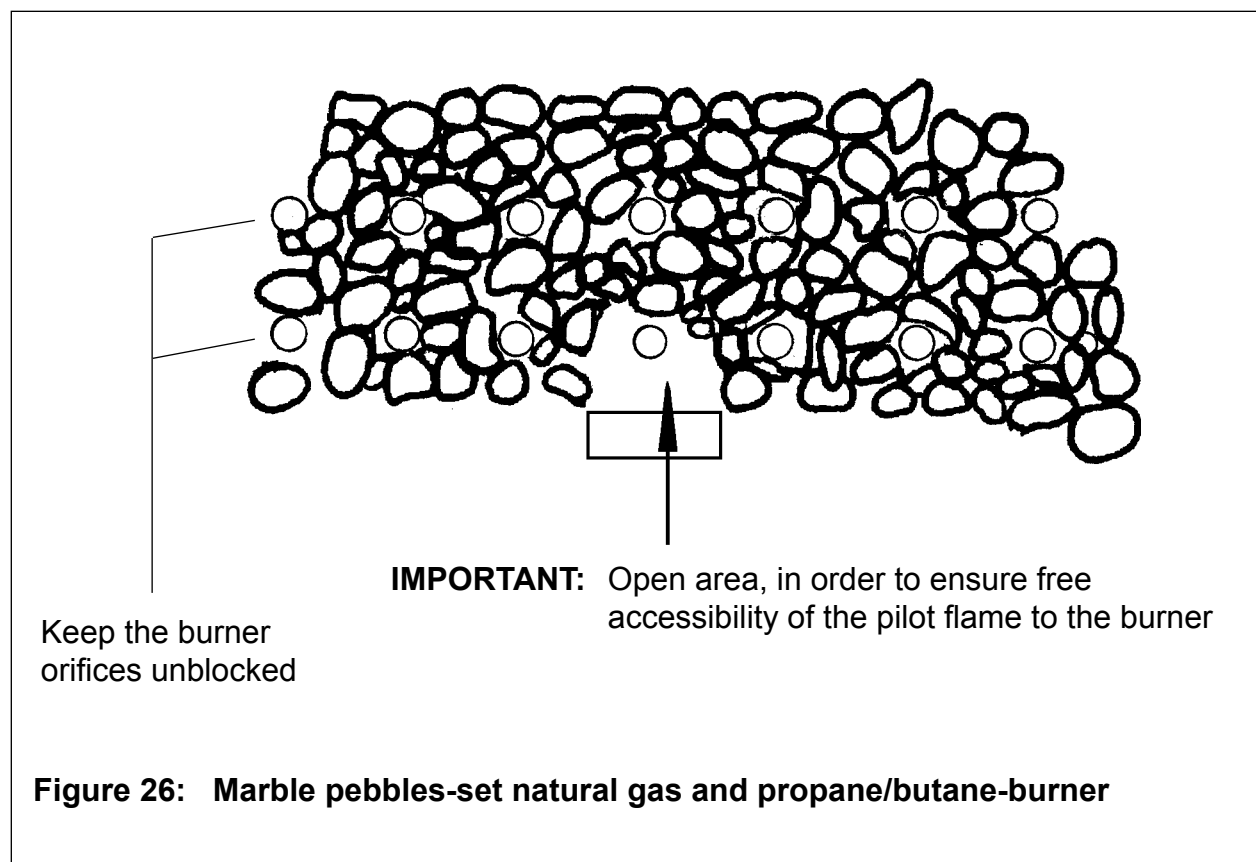 IMPORTANT: Open area, in order to ensure free
accessibility of the pilot flame to the burner
Keep the burner
orifices unblocked
Figure 26: Marble pebbles-set natural gas and propane/butane-burner